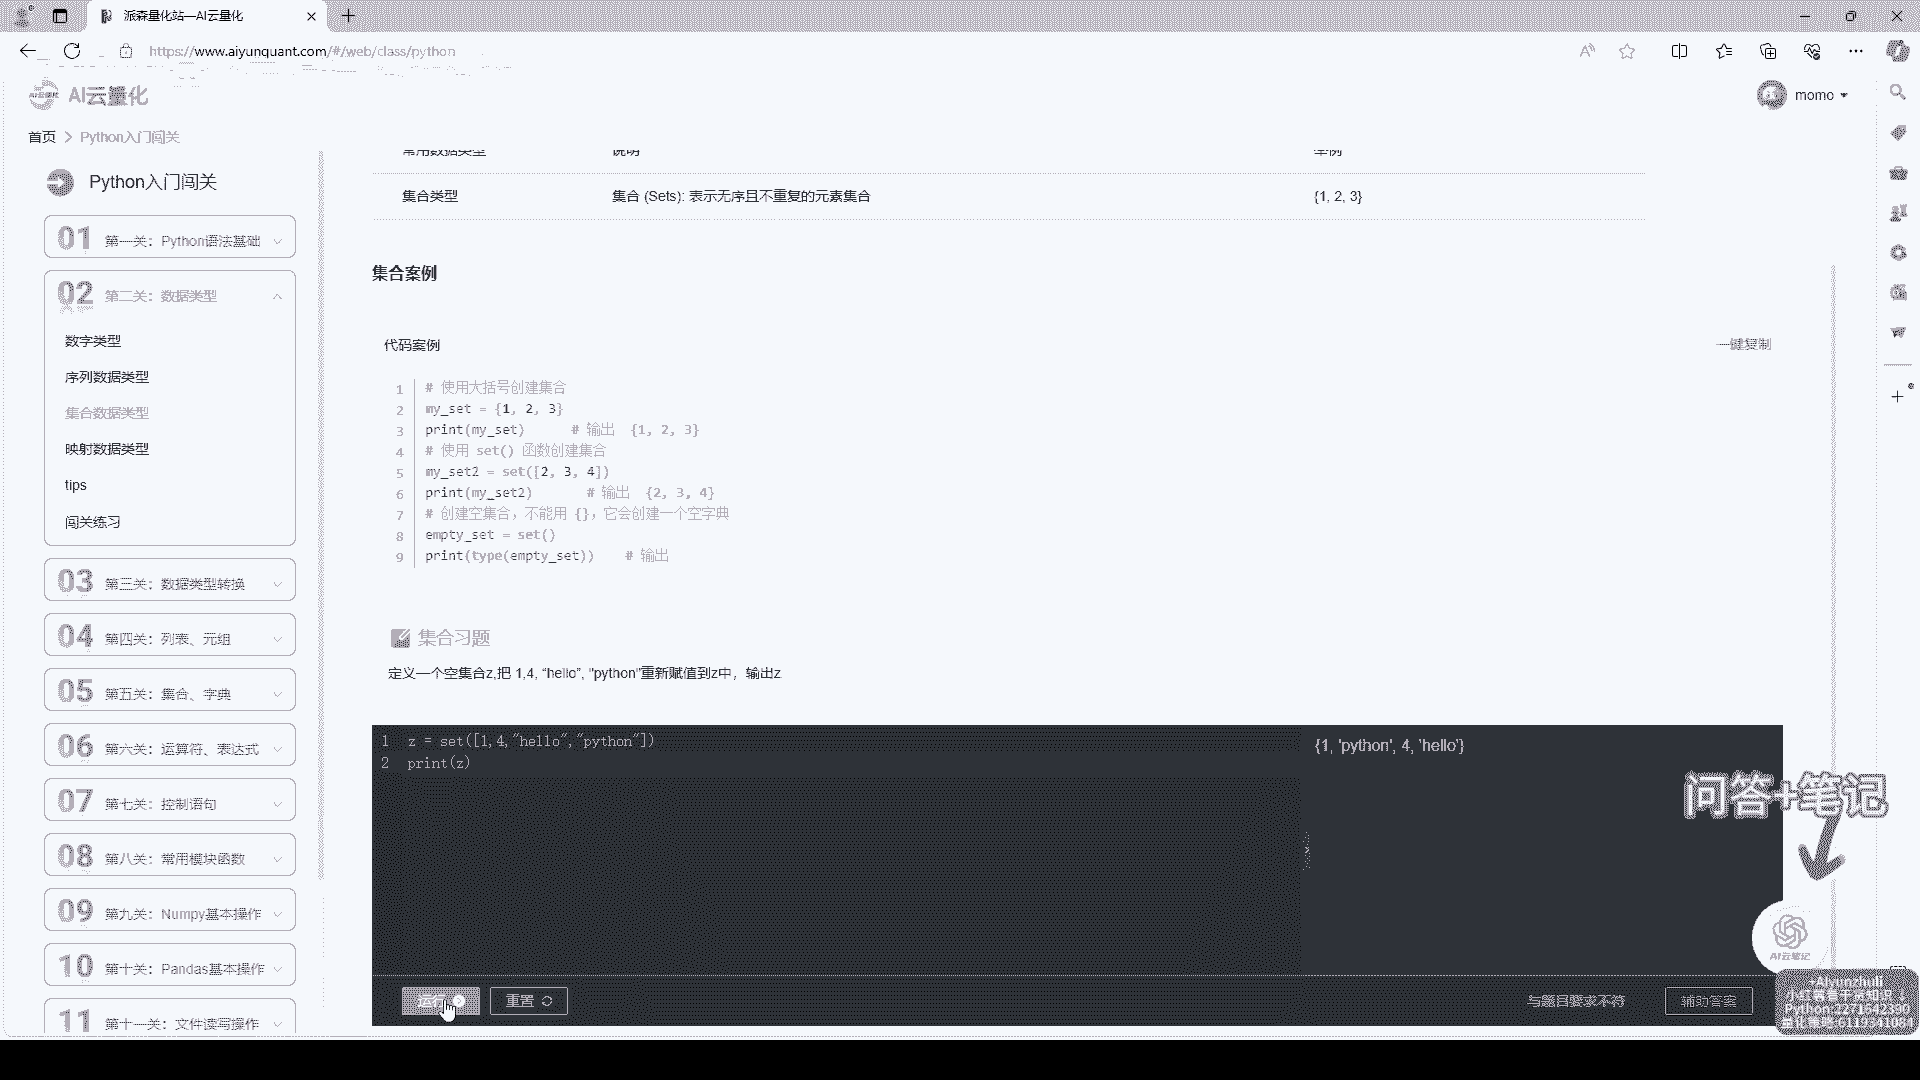 派森量化站—AI云量化
https://www.aiyunquant.com/#/web/class/python
AI云量化
momo
首页 > Python入门闯关
Python入门闯关
01 第一关：Python语法基础
02 第二关：数据类型
数字类型
序列数据类型
集合数据类型
映射数据类型
tips
闯关练习
03 第三关：数据类型转换
04 第四关：列表、元组
05 第五关：集合、字典
06 第六关：运算符、表达式
07 第七关：控制语句
08 第八关：常用模块函数
09 第九关：Numpy基本操作
10 第十关：Pandas基本操作
11 第十一关：文件读写操作
常用数据类型 说明 举例
集合类型 集合 (Sets): 表示无序且不重复的元素集合 {1, 2, 3}
集合案例
代码案例 一键复制
1 # 使用大括号创建集合
2 my_set = {1, 2, 3}
3 print(my_set) # 输出 {1, 2, 3}
4 # 使用 set() 函数创建集合
5 my_set2 = set([2, 3, 4])
6 print(my_set2) # 输出 {2, 3, 4}
7 # 创建空集合，不能用 {}，它会创建一个空字典
8 empty_set = set()
9 print(type(empty_set)) # 输出
集合习题
定义一个空集合z,把 1,4, “hello”, "python"重新赋值到z中，输出z
1 z = set([1,4,"hello","python"])
2 print(z)
{1, 'python', 4, 'hello'}
问答+笔记
AI云笔记
运行 重置 与题目要求不符 辅助答案
+Aiyunzhuli
Python:1271642390
量化策略:6119341084